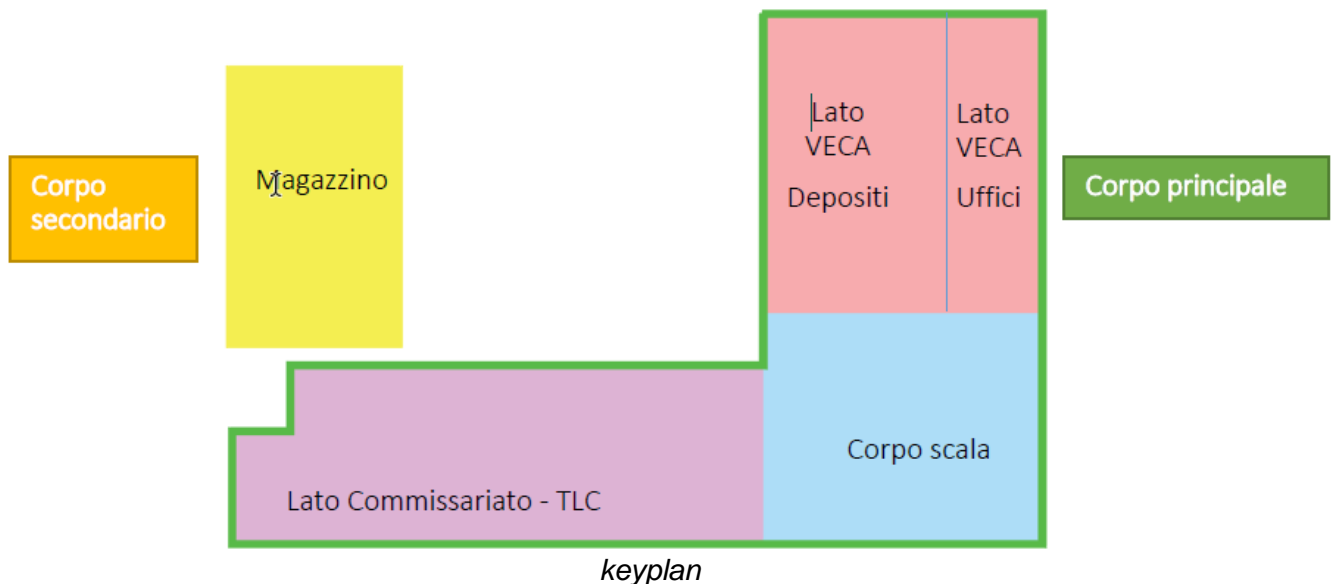 Corpo
secondario
Magazzino
Lato
VECA
Depositi
Lato
VECA
Uffici
Corpo principale
Corpo scala
Lato Commissariato - TLC
keyplan